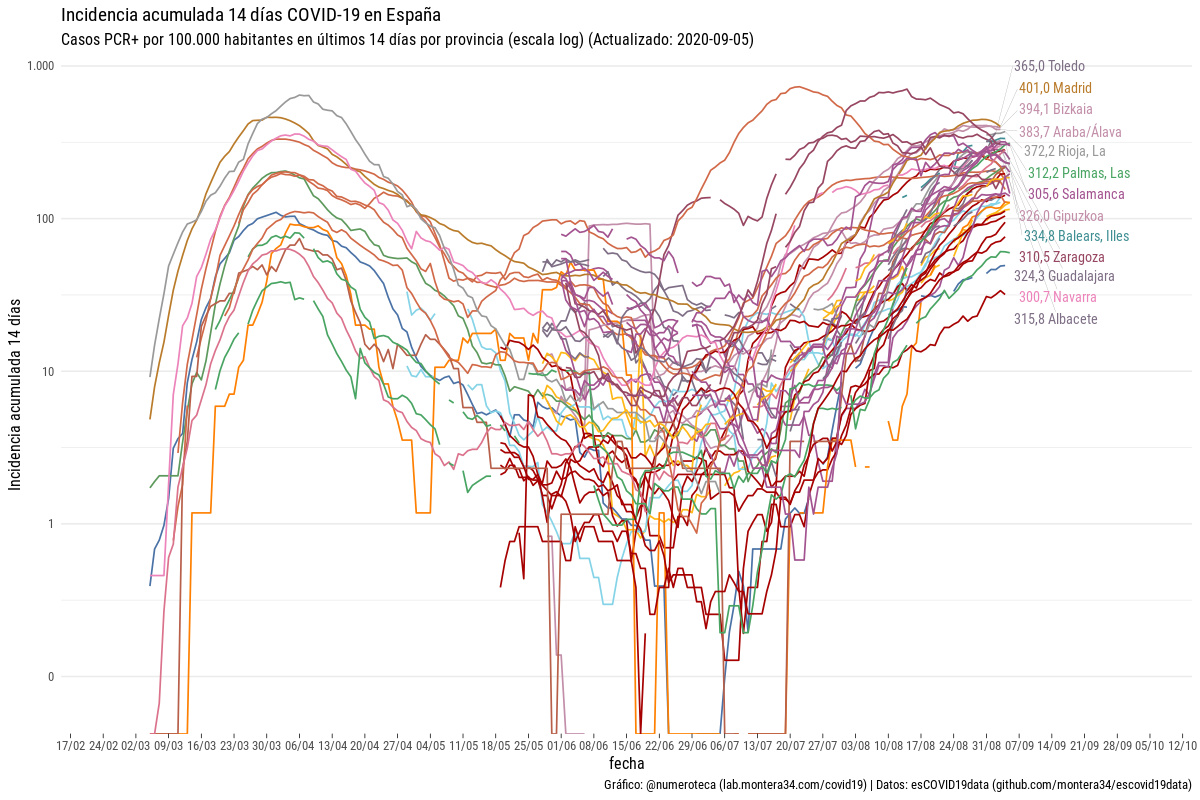 Incidencia acumulada 14 días COVID-19 en España
Casos PCR+ por 100.000 habitantes en últimos 14 días por provincia (escala log) (Actualizado: 2020-09-05)
Incidencia acumulada 14 días
1.000
100
10
1
0
365,0 Toledo
401,0 Madrid
394,1 Bizkaia
383,7 Araba/Álava
372,2 Rioja, La
312,2 Palmas, Las
305,6 Salamanca
326,0 Gipuzkoa
334,8 Balears, Illes
310,5 Zaragoza
324,3 Guadalajara
300,7 Navarra
315,8 Albacete
17/02 24/02 02/03 09/03 16/03 23/03 30/03 06/04 13/04 20/04 27/04 04/05 11/05 18/05 25/05 01/06 08/06 15/06 22/06 29/06 06/07 13/07 20/07 27/07 03/08 10/08 17/08 24/08 31/08 07/09 14/09 21/09 28/09 05/10 12/10
fecha
Gráfico: @numeroteca (lab.montera34.com/covid19) | Datos: esCOVID19data (github.com/montera34/escovid19data)